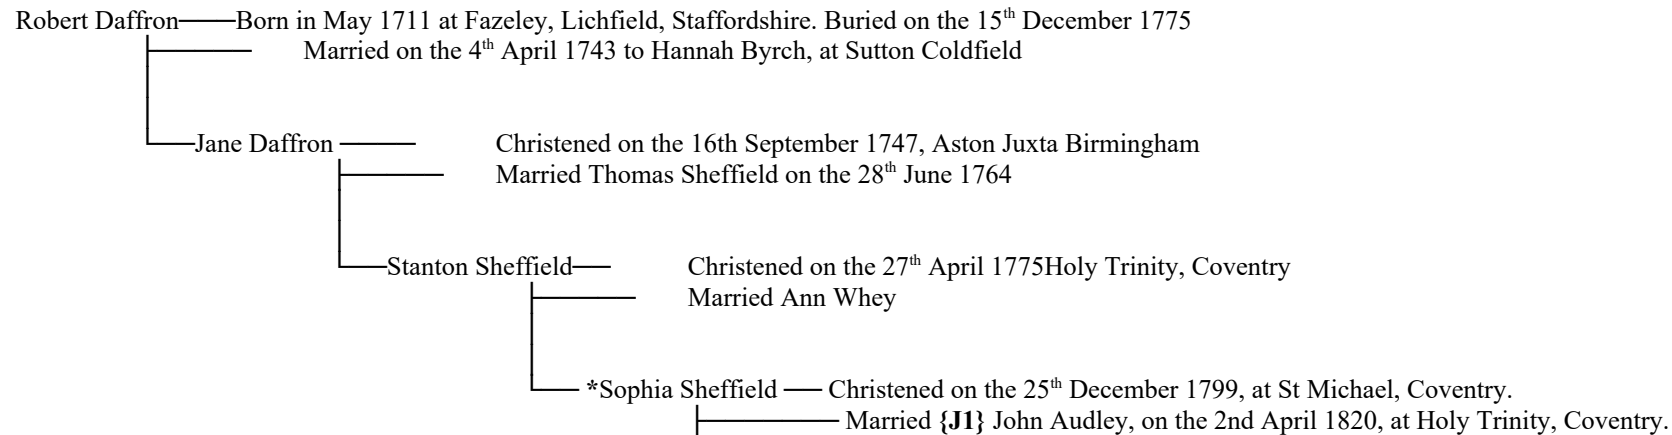 Robert Daffron Born in May 1711 at Fazeley, Lichfield, Staffordshire. Buried on the 15th December 1775
Married on the 4th April 1743 to Hannah Byrch, at Sutton Coldfield
Jane Daffron Christened on the 16th September 1747, Aston Juxta Birmingham
Married Thomas Sheffield on the 28th June 1764
Stanton Sheffield Christened on the 27th April 1775Holy Trinity, Coventry
Married Ann Whey
*Sophia Sheffield Christened on the 25th December 1799, at St Michael, Coventry.
Married {J1} John Audley, on the 2nd April 1820, at Holy Trinity, Coventry.